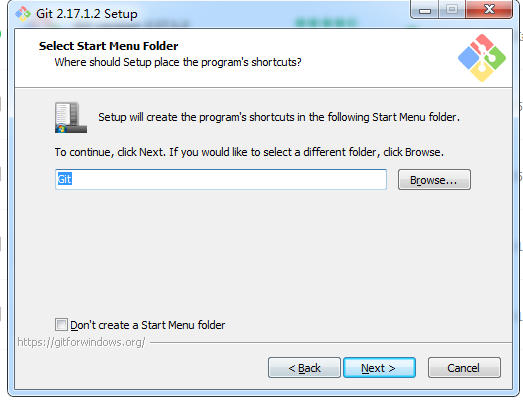 Git 2.17.1.2 Setup
Select Start Menu Folder
Where should Setup place the program's shortcuts?
Setup will create the program's shortcuts in the following Start Menu folder.
To continue, click Next. If you would like to select a different folder, click Browse.
Git
Browse...
Don't create a Start Menu folder
https://gitforwindows.org/
< Back
Next >
Cancel